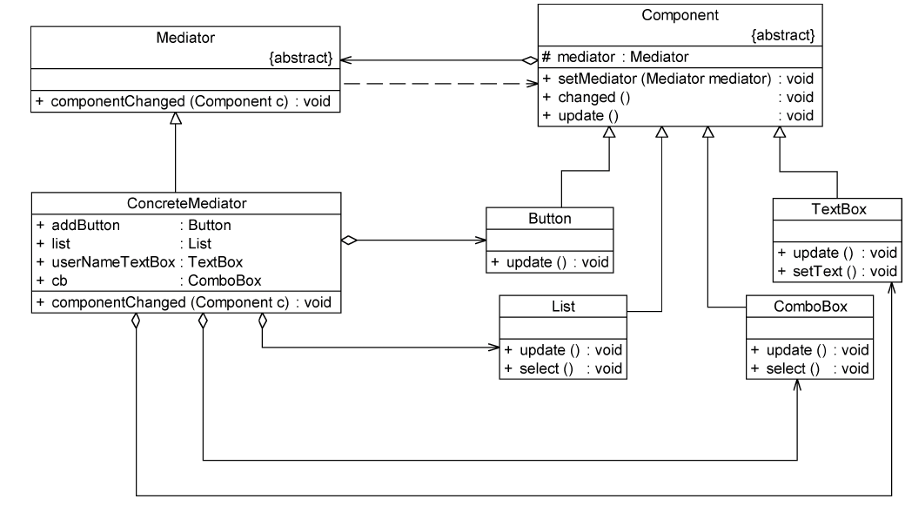 Mediator
{abstract}
+ componentChanged (Component c) : void
Component
{abstract}
# mediator : Mediator
+ setMediator (Mediator mediator) : void
+ changed () : void
+ update () : void
ConcreteMediator
+ addButton : Button
+ list : List
+ userNameTextBox : TextBox
+ cb : ComboBox
+ componentChanged (Component c) : void
Button
+ update () : void
TextBox
+ update () : void
+ setText () : void
List
+ update () : void
+ select () : void
ComboBox
+ update () : void
+ select () : void